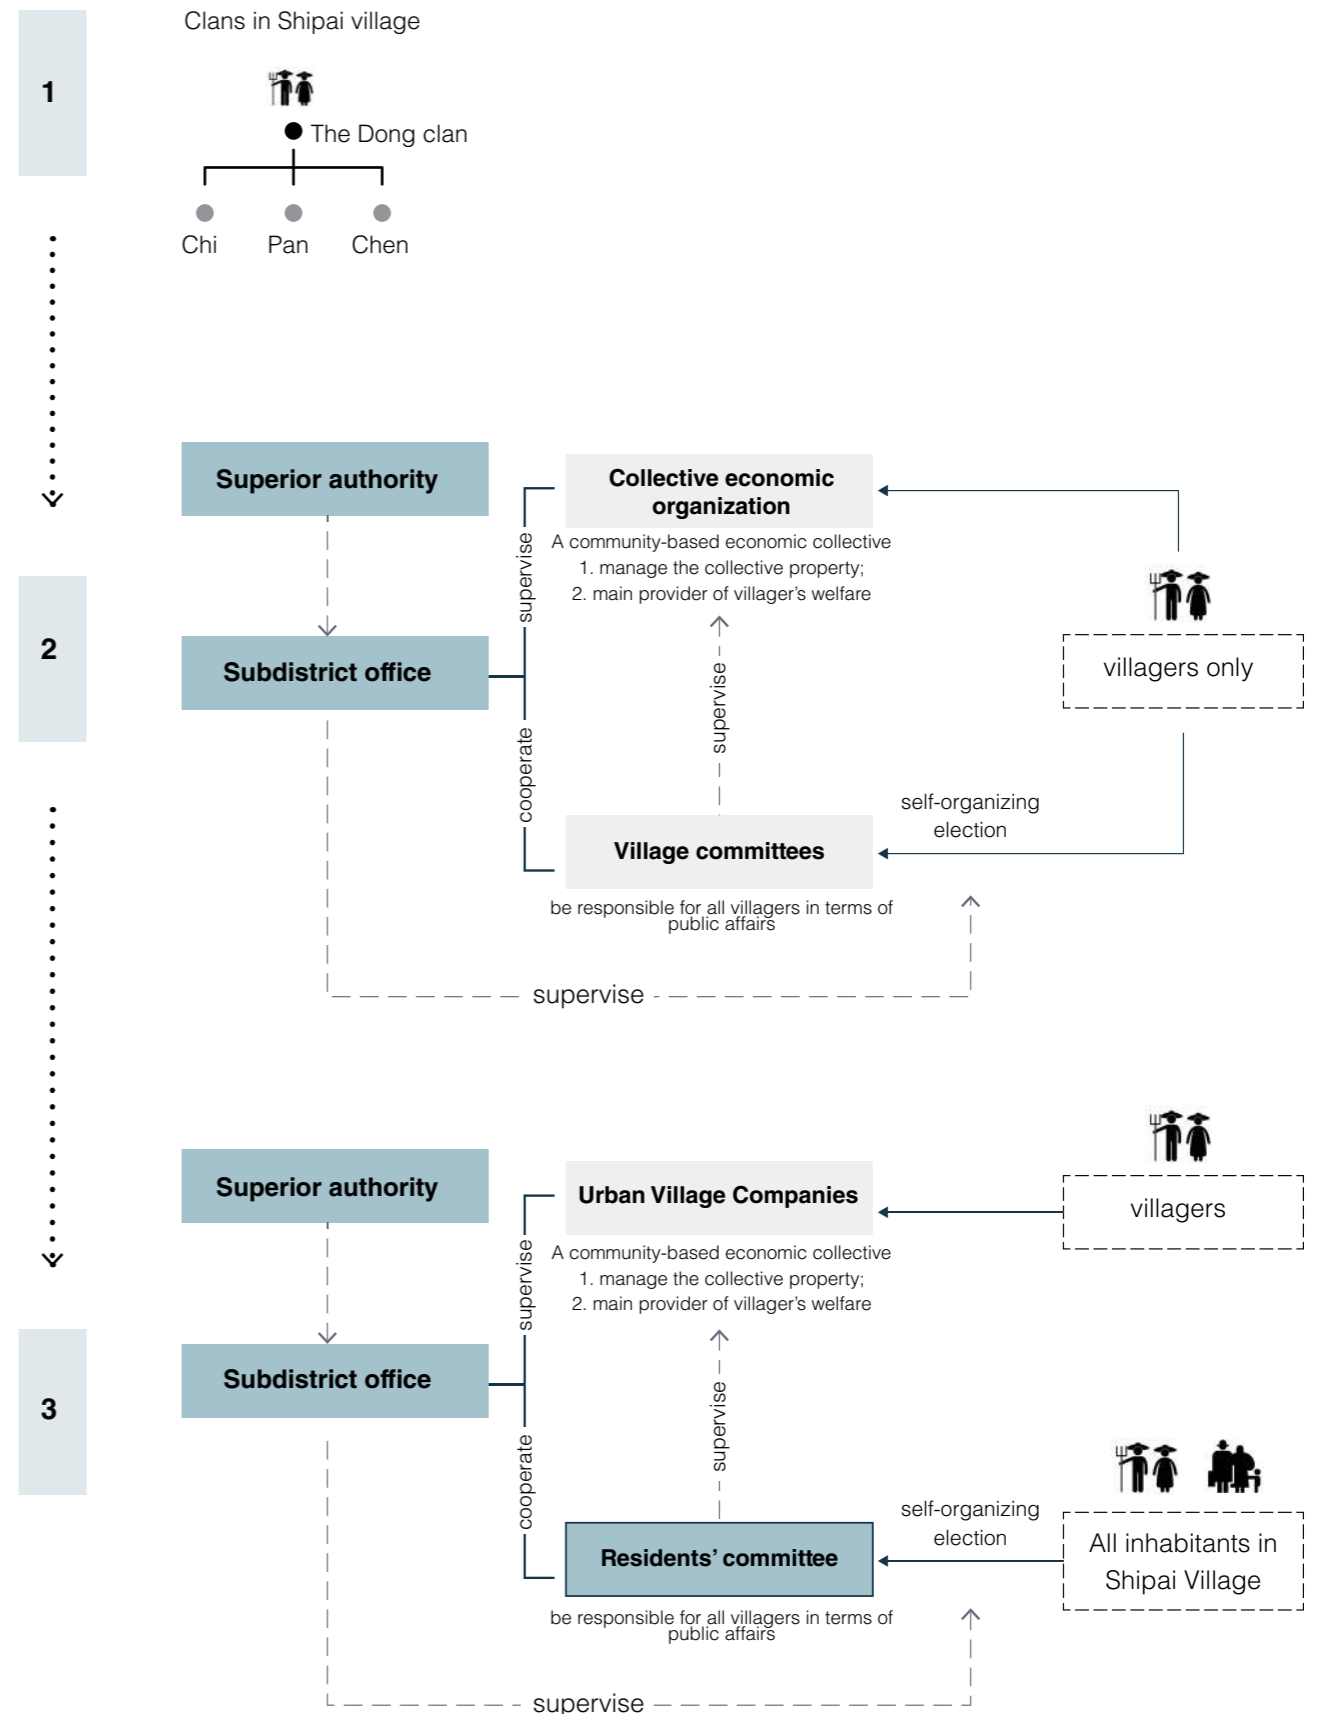 Clans in Shipai village
1
The Dong clan
Chi
Pan
Chen
Superior authority
Collective economic
organization
supervise
A community-based economic collective
1. manage the collective property;
2. main provider of villager's welfare
2
Subdistrict office
villagers only
supervise
cooperate
self-organizing
election
Village committees
be responsible for all villagers in terms of
public affairs
supervise
Superior authority
Urban Village Companies
villagers
supervise
A community-based economic collective
1. manage the collective property;
2. main provider of villager's welfare
3
Subdistrict office
supervise
cooperate
self-organizing
election
Residents' committee
All inhabitants in
Shipai Village
be responsible for all villagers in terms of
public affairs
supervise